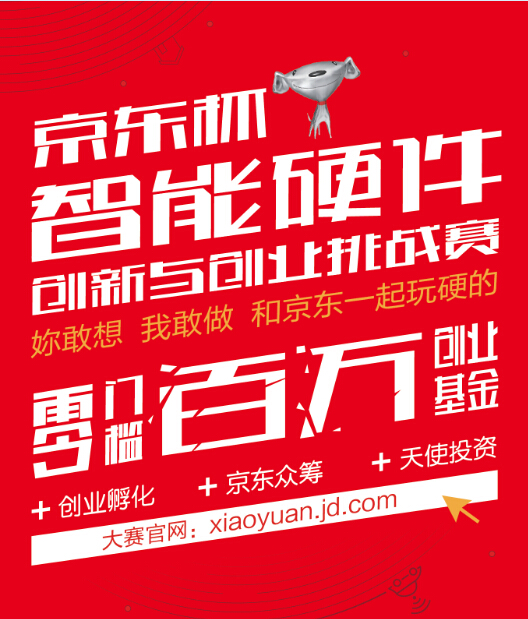 京东杯
智能硬件
创新与创业挑战赛
妳敢想 我敢做 和京东一起玩硬的
零门槛 百万 创业基金
+ 创业孵化 + 京东众筹 + 天使投资
大赛官网：xiaoyuan.jd.com